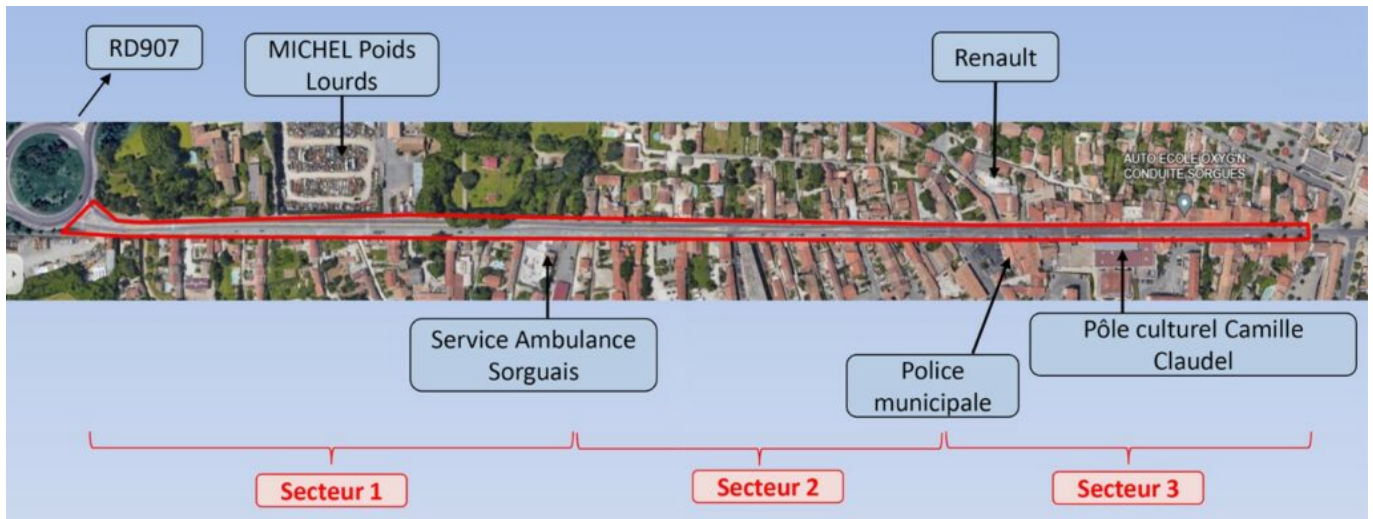 RD907
MICHEL Poids
Lourds
Renault
AUTO ECOLE OXYG'N
CONDUITE SORGUES
Service Ambulance
Sorguais
Police
municipale
Pôle culturel Camille
Claudel
Secteur 1
Secteur 2
Secteur 3